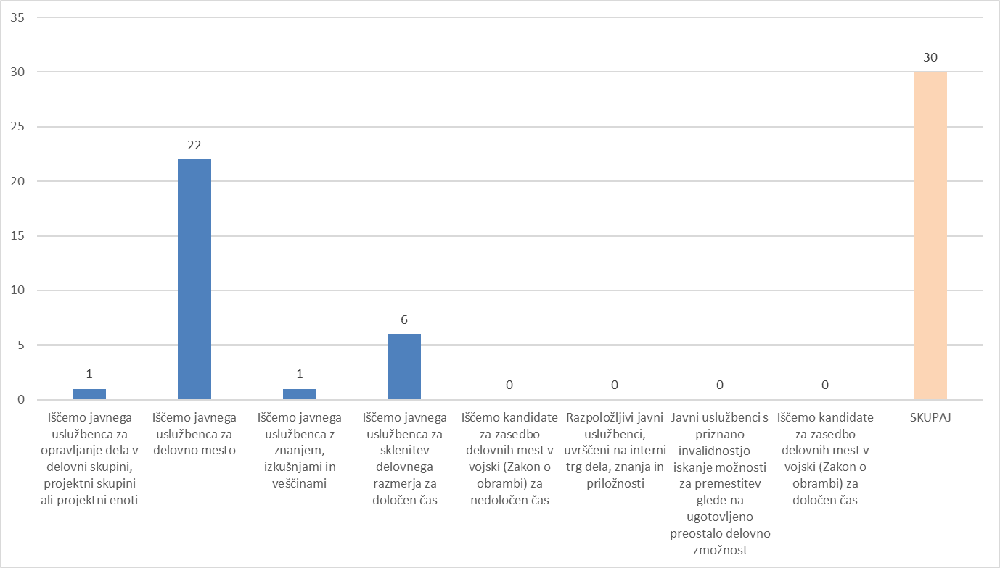 35
30
25
20
15
10
5
0
1
22
1
6
0
0
0
0
30
Iščemo javnega
uslužbenca za
opravljanje dela v
delovni skupini,
projektni skupini
ali projektni enoti
Iščemo javnega
uslužbenca za
delovno mesto
Iščemo javnega
uslužbenca z
znanjem,
izkušnjami in
veščinami
Iščemo javnega
uslužbenca za
sklenitev
delovnega
razmerja za
določen čas
Iščemo kandidate
za zasedbo
delovnih mest v
vojski (Zakon o
obrambi) za
nedoločen čas
Razpoložljivi javni
uslužbenci,
uvrščeni na interni
trg dela, znanja in
priložnosti
Javni uslužbenci s
priznano
invalidnostjo –
iskanje možnosti
za premestitev
glede na
ugotovljeno
preostalo delovno
zmožnost
Iščemo kandidate
za zasedbo
delovnih mest v
vojski (Zakon o
obrambi) za
določen čas
SKUPAJ